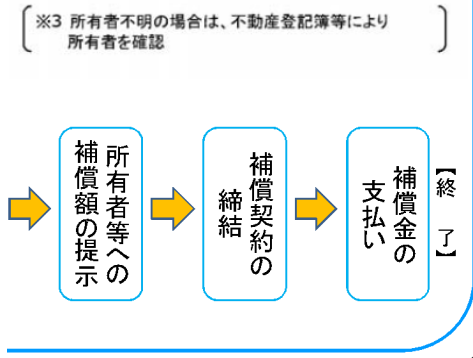 ※3 所有者不明の場合は、不動産登記簿等により
所有者を確認
所有者等への
補償額の提示
補償契約の
締結
補償金の
支払い
【終 了】